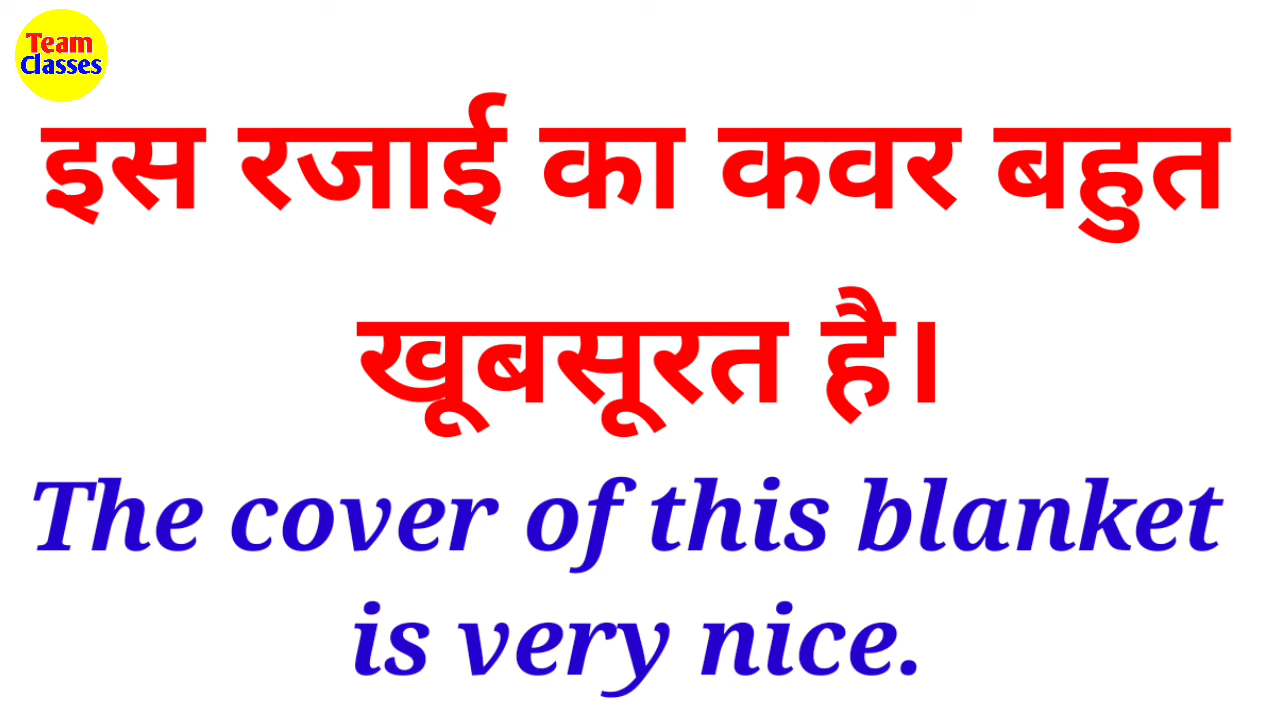 Team
Classes
इस रजाई का कवर बहुत
खूबसूरत है।
The cover of this blanket
is very nice.